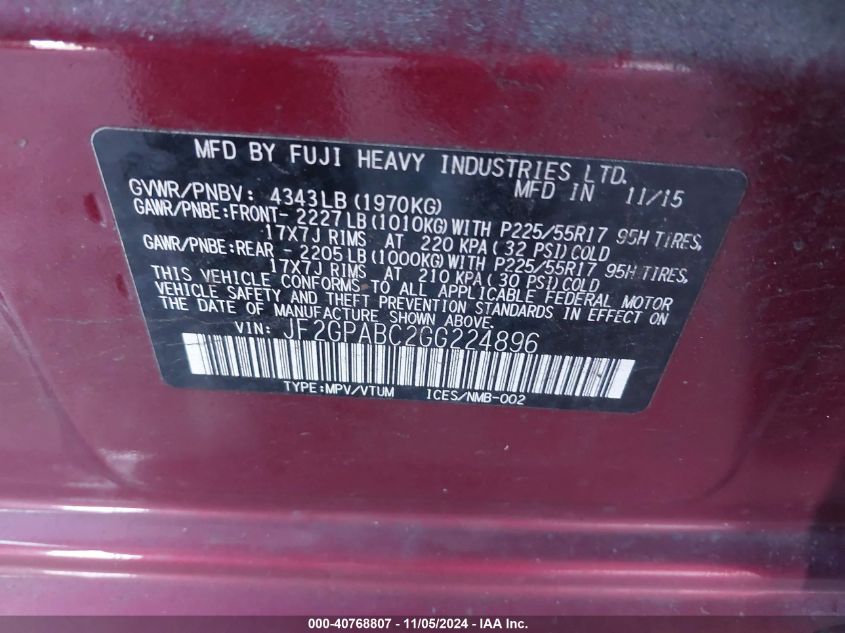 MFD BY FUJI HEAVY INDUSTRIES LTD.
MFD IN 11/15
GVWR/PNBV: 4343LB(1970KG)
GAWR/PNBE:FRONT- 2227LB(1010KG)WITH P225/55R17 95H TIRES,
17X7J RIMS AT 220 KPA( 32 PSI)COLD
GAWR/PNBE:REAR - 2205LB(1000KG)WITH P225/55R17 95H TIRES,
17X7J RIMS AT 210 KPA( 30 PSI)COLD
THIS VEHICLE CONFORMS TO ALL APPLICABLE FEDERAL MOTOR
VEHICLE SAFETY AND THEFT PREVENTION STANDARDS IN EFFECT ON
THE DATE OF MANUFACTURE SHOWN ABOVE.
VIN: JF2GPABC2GG224896
TYPE:MPV/VTUM ICES/NMB-002
000-40768807 - 11/05/2024 - IAA Inc.